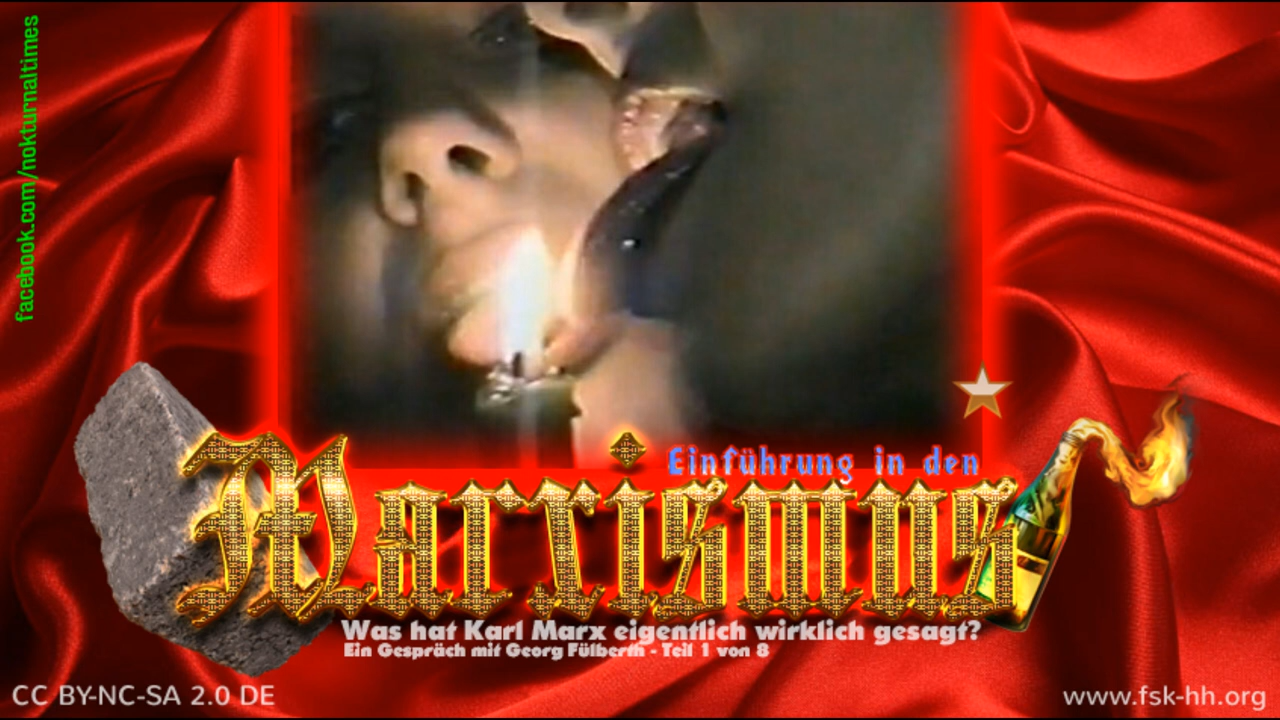 facebook.com/nokturnaltimes
Einführung in den
Marxismus
Was hat Karl Marx eigentlich wirklich gesagt?
Ein Gespräch mit Georg Fülberth - Teil 1 von 8
CC BY-NC-SA 2.0 DE
www.fsk-hh.org